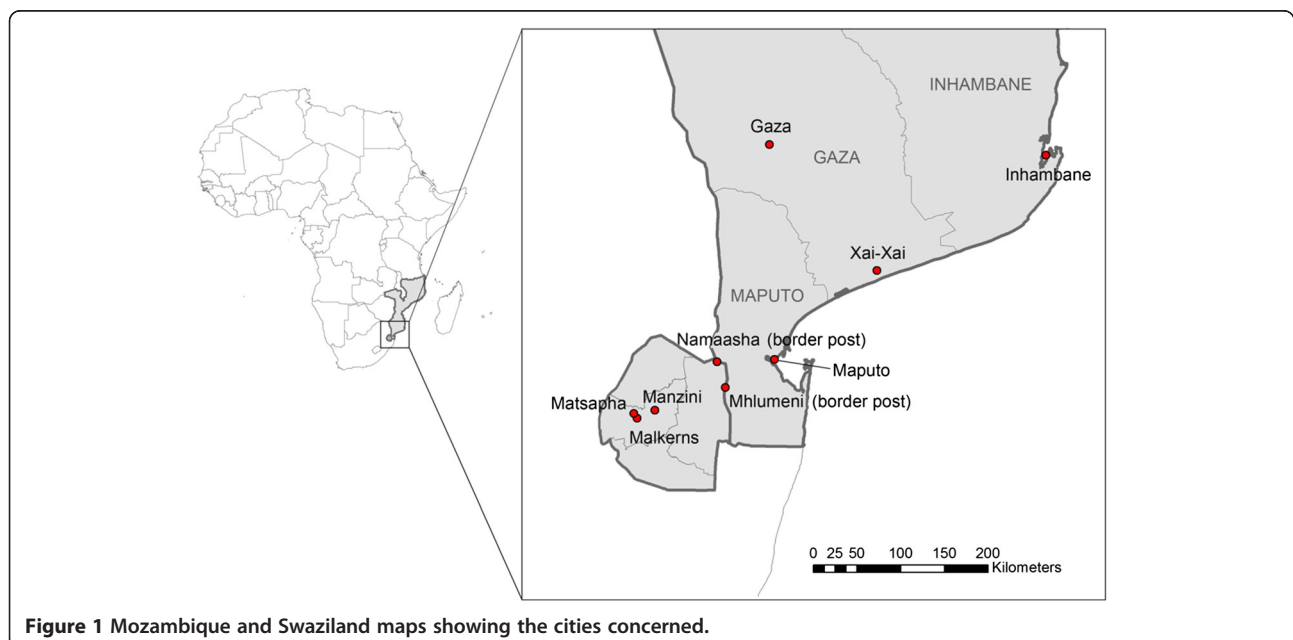 INHAMBANE
Gaza
GAZA
Inhambane
Xai-Xai
MAPUTO
Namaasha (border post)
Maputo
Matsapha
Manzini
Mhlumeni (border post)
Malkerns
0 25 50 100 150 200
Kilometers
Figure 1 Mozambique and Swaziland maps showing the cities concerned.